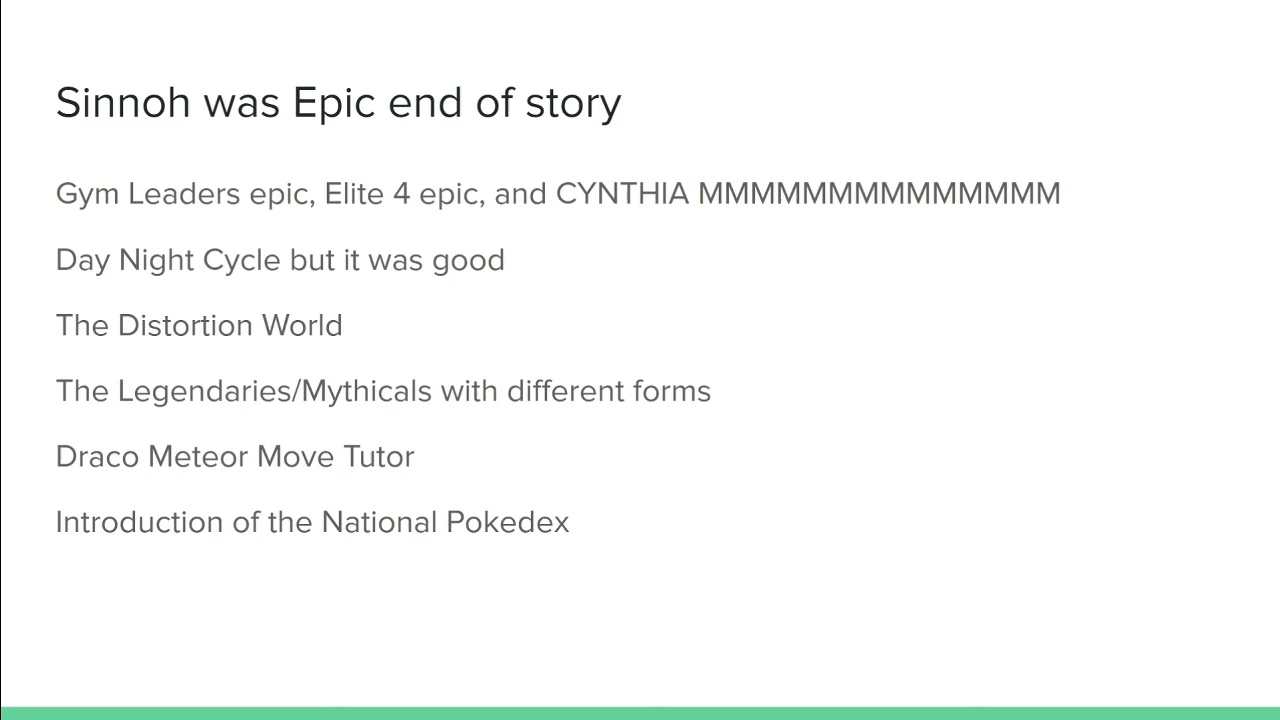 Sinnoh was Epic end of story
Gym Leaders epic, Elite 4 epic, and CYNTHIA MMMMMMMMMMMMMM
Day Night Cycle but it was good
The Distortion World
The Legendaries/Mythicals with different forms
Draco Meteor Move Tutor
Introduction of the National Pokedex